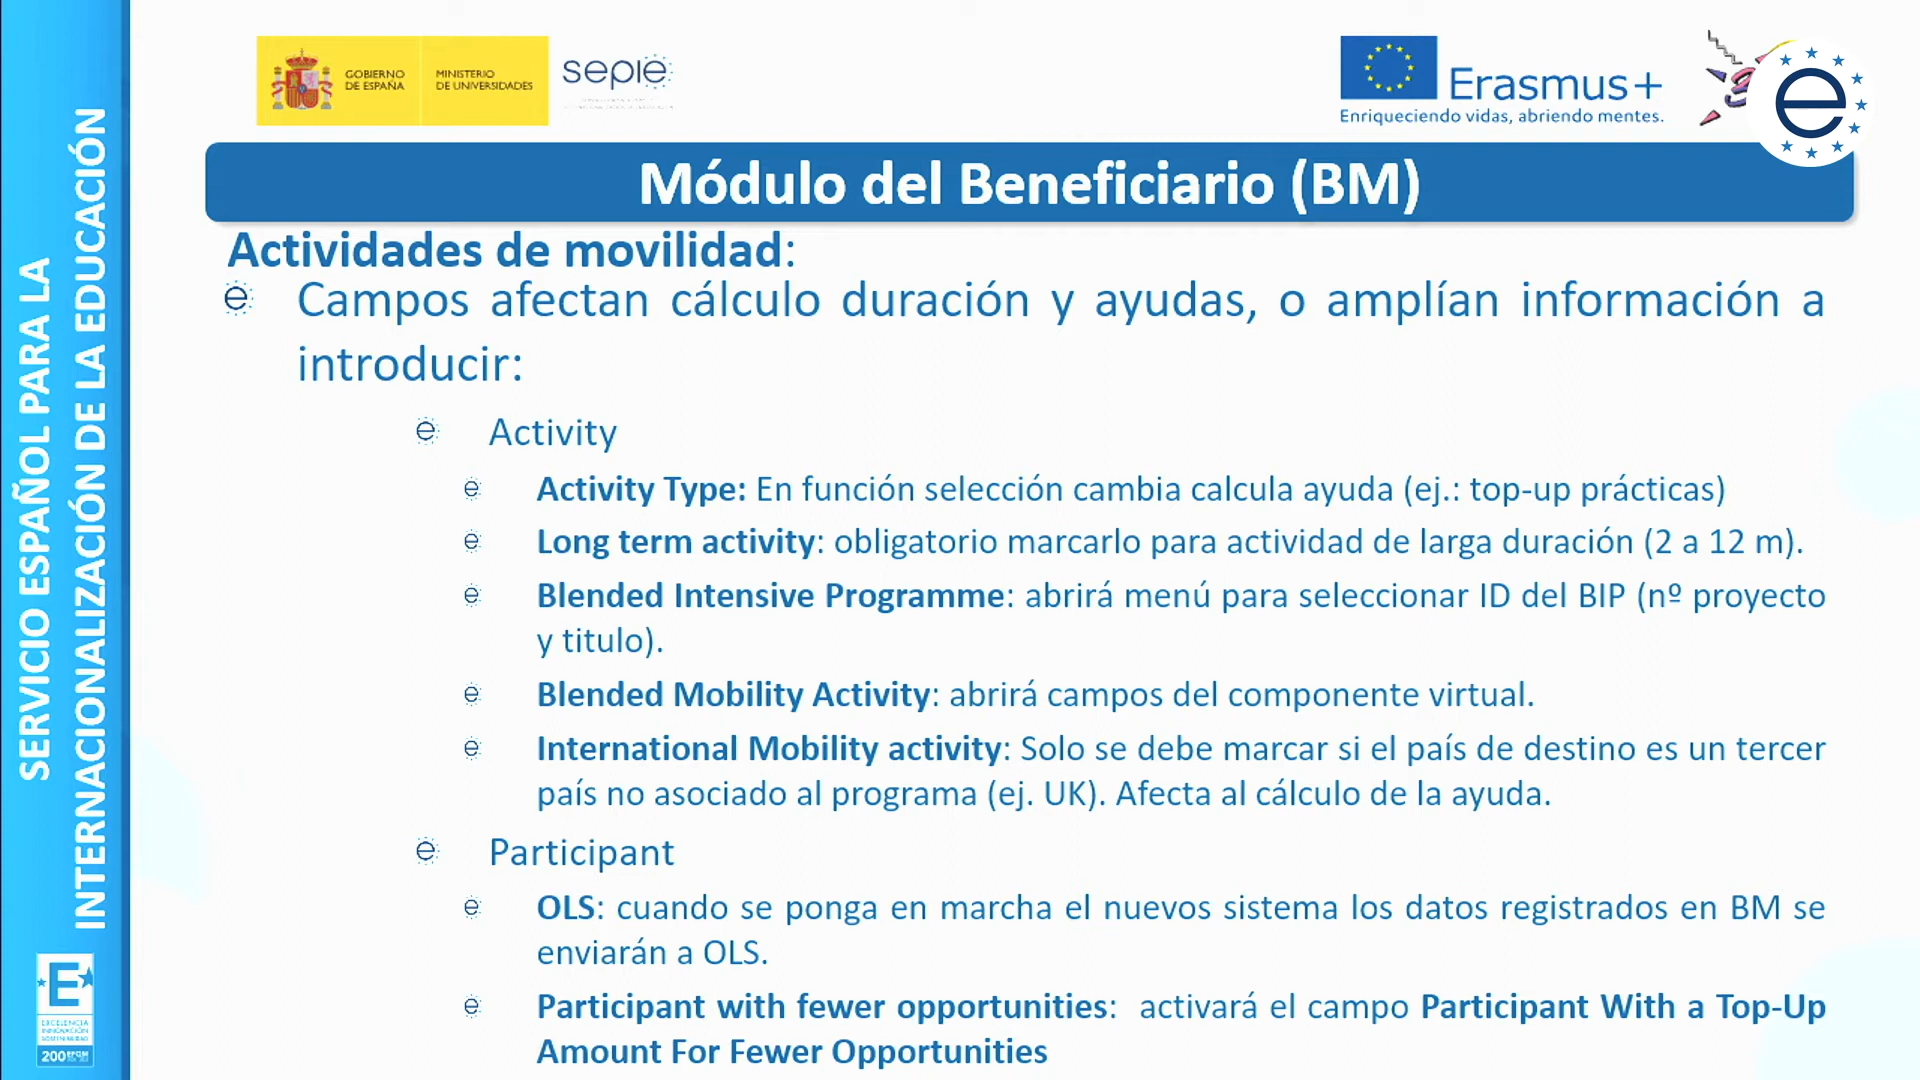 GOBIERNO
DE ESPAÑA
MINISTERIO
DE UNIVERSIDADES
sepie
Erasmus+
Enriqueciendo vidas, abriendo mentes.
SERVICIO ESPAÑOL PARA LA
INTERNACIONALIZACIÓN DE LA EDUCACIÓN
Módulo del Beneficiario (BM)
Actividades de movilidad:
Campos afectan cálculo duración y ayudas, o amplían información a
introducir:
Activity
Activity Type: En función selección cambia calcula ayuda (ej.: top-up prácticas)
Long term activity: obligatorio marcarlo para actividad de larga duración (2 a 12 m).
Blended Intensive Programme: abrirá menú para seleccionar ID del BIP (nº proyecto
y titulo).
Blended Mobility Activity: abrirá campos del componente virtual.
International Mobility activity: Solo se debe marcar si el país de destino es un tercer
país no asociado al programa (ej. UK). Afecta al cálculo de la ayuda.
Participant
OLS: cuando se ponga en marcha el nuevos sistema los datos registrados en BM se
enviarán a OLS.
Participant with fewer opportunities: activará el campo Participant With a Top-Up
Amount For Fewer Opportunities